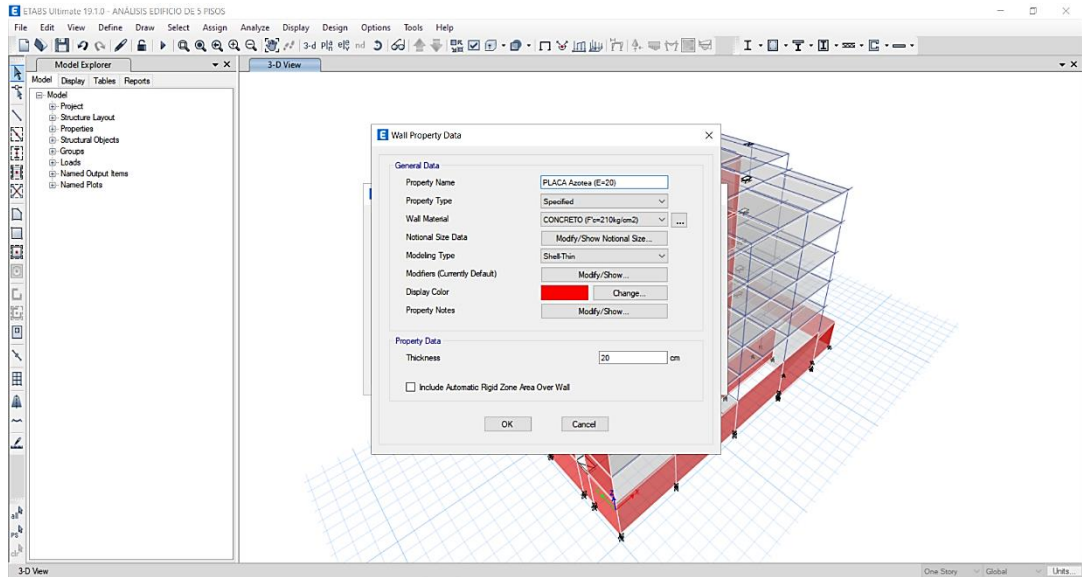 ETABS Ultimate 19.1.0 - ANÁLISIS EDIFICIO DE 5 PISOS
File Edit View Define Draw Select Assign Analyze Display Design Options Tools Help
3-d
nd
Model Explorer
3-D View
Model Display Tables Reports
Model
Project
Structure Layout
Properties
Structural Objects
Groups
Loads
Named Output Items
Named Plots
all
Wall Property Data
General Data
Property Name PLACA Azotea (E=20)
Property Type Specified
Wall Material CONCRETO (F'c=210kg/cm2) ...
Notional Size Data Modify/Show Notional Size...
Modeling Type Shell-Thin
Modifiers (Currently Default) Modify/Show...
Display Color Change...
Property Notes Modify/Show...
Property Data
Thickness 20 cm
Include Automatic Rigid Zone Area Over Wall
OK Cancel
3-D View One Story Global Units...